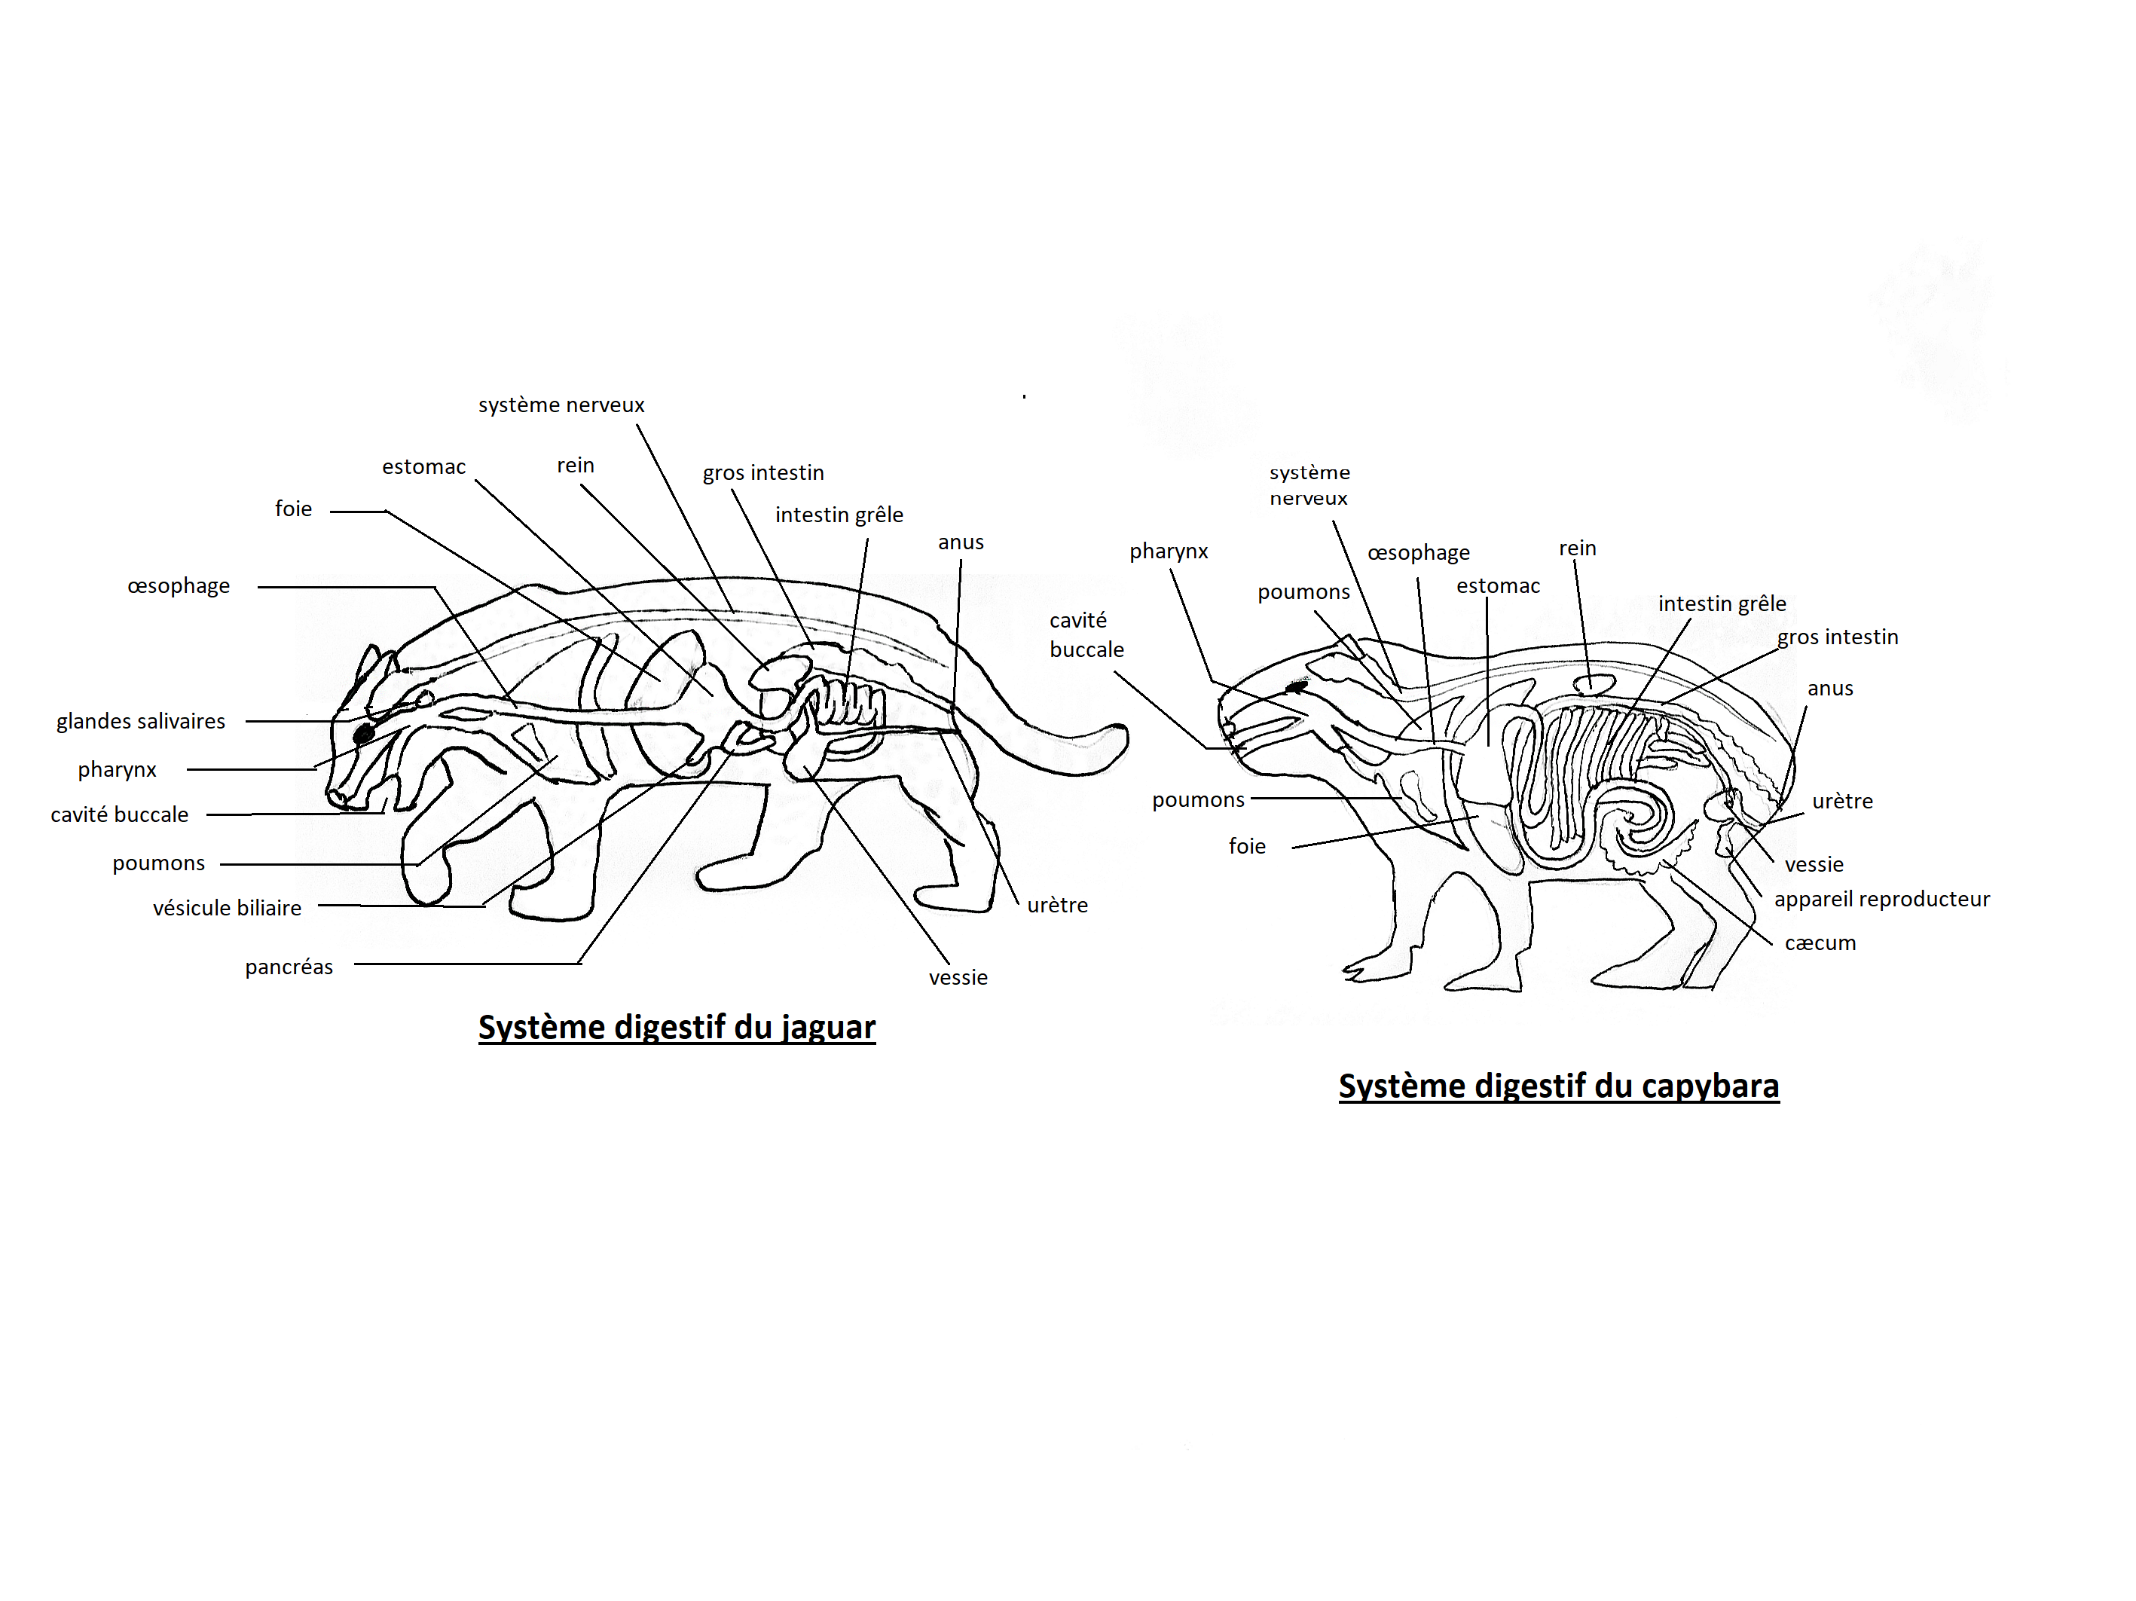 système nerveux
estomac
rein
gros intestin
foie
intestin grêle
anus
œsophage
glandes salivaires
pharynx
cavité buccale
poumons
vésicule biliaire
pancréas
urètre
vessie
Système digestif du jaguar
système
nerveux
pharynx
œsophage
rein
poumons
estomac
cavité
buccale
intestin grêle
gros intestin
anus
poumons
urètre
foie
vessie
appareil reproducteur
cæcum
Système digestif du capybara